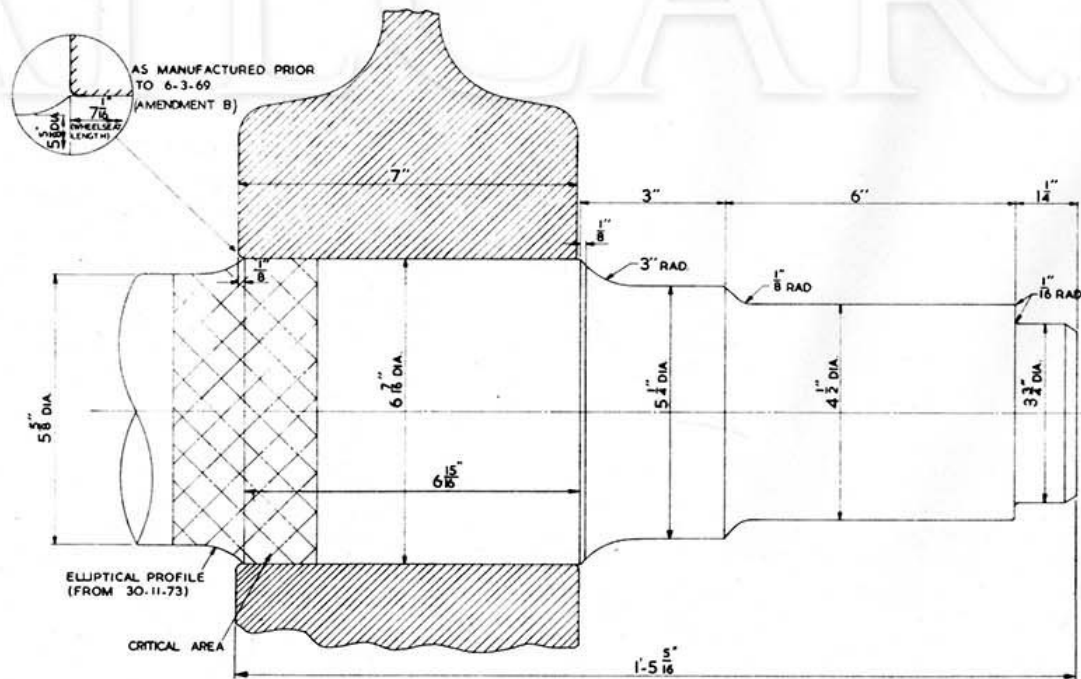 AS MANUFACTURED PRIOR
TO 6-3-69
(AMENDMENT B)
7 1/16"
(WHEELSEAT
LENGTH)
5 5/8" DIA
7"
3"
6"
1 1/4"
1/8"
1/8"
3" RAD.
1/8" RAD
1/16" RAD
5 5/8" DIA.
6 7/16" DIA.
5 1/4" DIA.
4 1/2" DIA.
3 3/4" DIA.
6 15/16"
ELLIPTICAL PROFILE
(FROM 30-11-73)
CRITICAL AREA
1'-5 5/16"